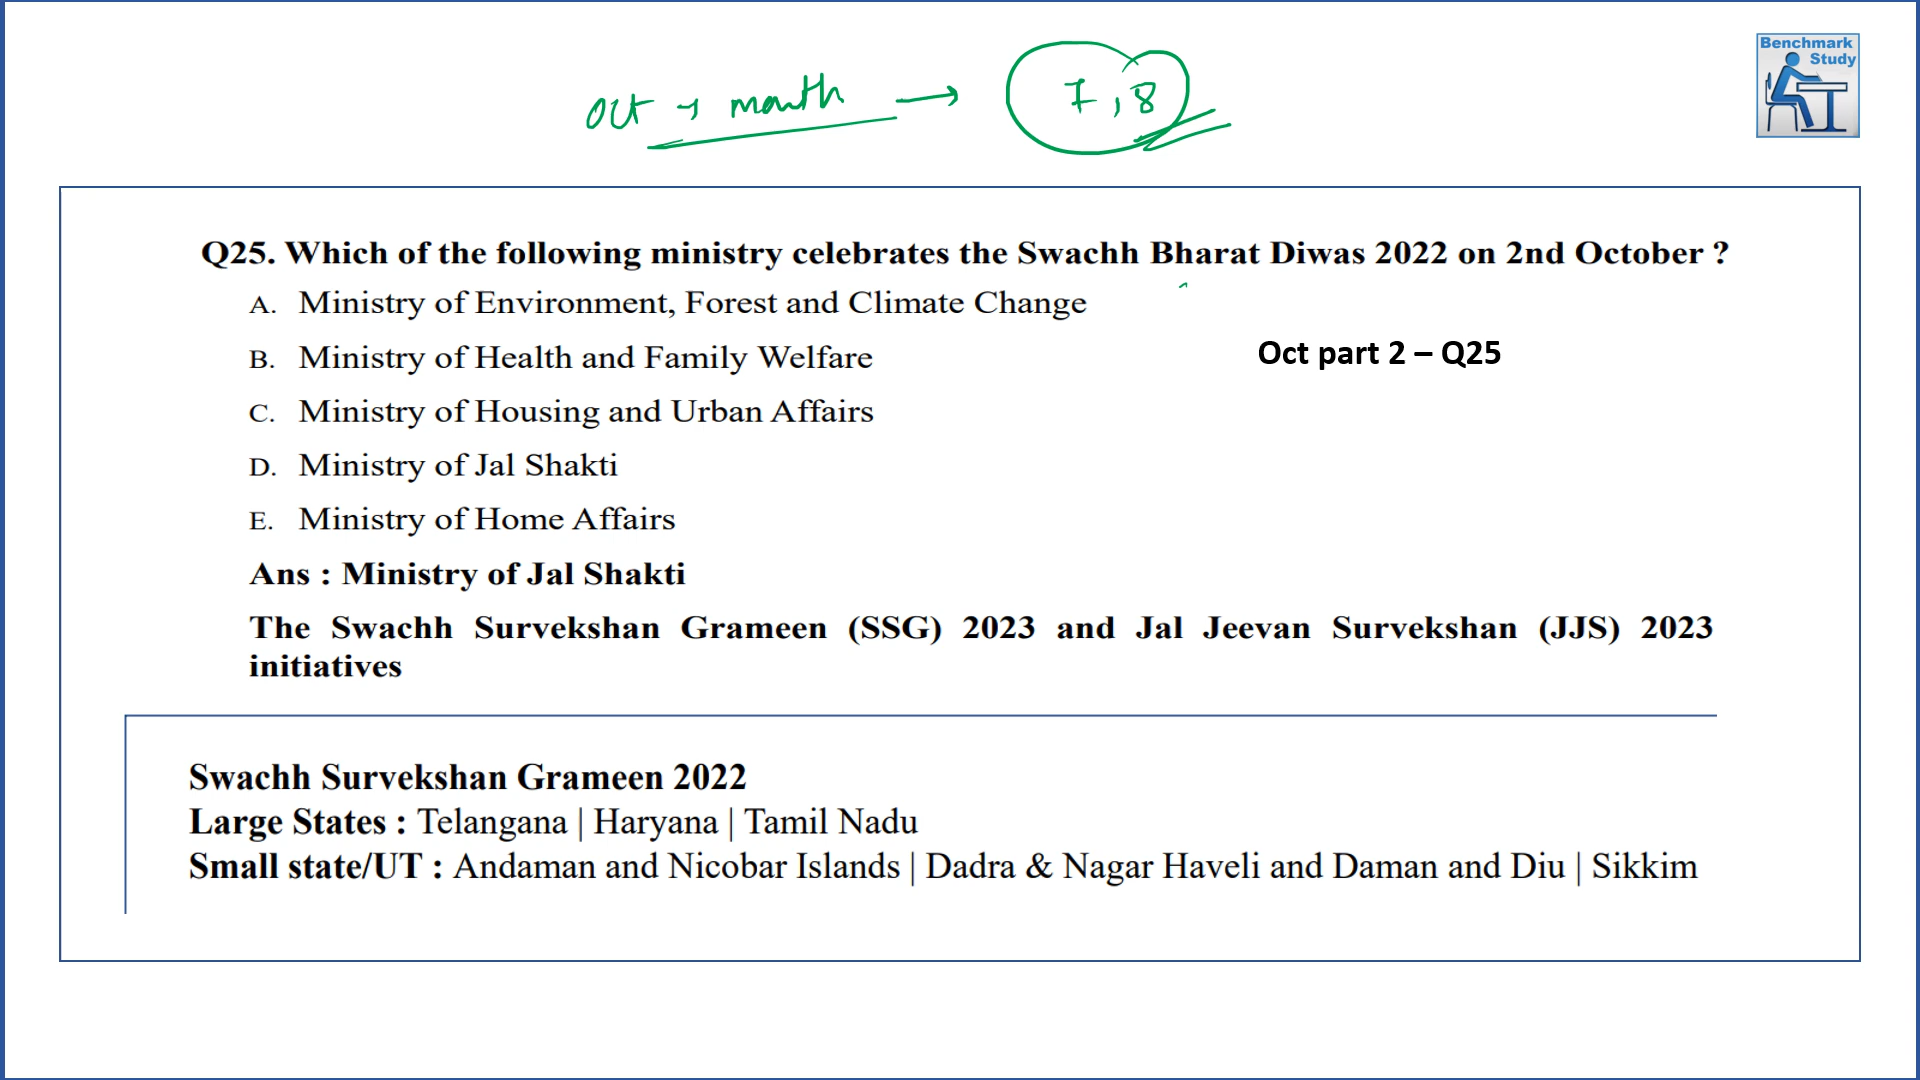 Benchmark
Study
oct → month → 7, 8
Q25. Which of the following ministry celebrates the Swachh Bharat Diwas 2022 on 2nd October ?
A. Ministry of Environment, Forest and Climate Change
B. Ministry of Health and Family Welfare
Oct part 2 – Q25
C. Ministry of Housing and Urban Affairs
D. Ministry of Jal Shakti
E. Ministry of Home Affairs
Ans : Ministry of Jal Shakti
The Swachh Survekshan Grameen (SSG) 2023 and Jal Jeevan Survekshan (JJS) 2023
initiatives
Swachh Survekshan Grameen 2022
Large States : Telangana | Haryana | Tamil Nadu
Small state/UT : Andaman and Nicobar Islands | Dadra & Nagar Haveli and Daman and Diu | Sikkim